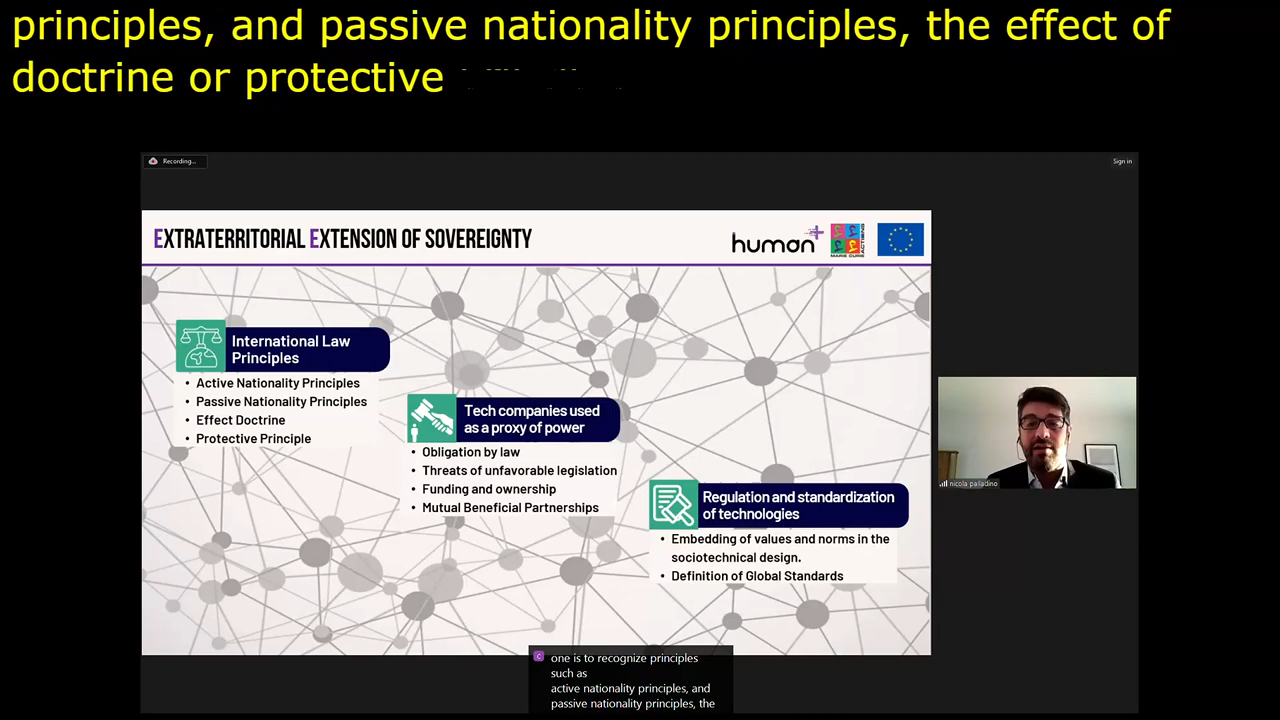 principles, and passive nationality principles, the effect of
doctrine or protective
Recording...
Sign in
EXTRATERRITORIAL EXTENSION OF SOVEREIGNTY
human+
MARIE CURIE
ACTIONS
International Law
Principles
• Active Nationality Principles
• Passive Nationality Principles
• Effect Doctrine
• Protective Principle
Tech companies used
as a proxy of power
• Obligation by law
• Threats of unfavorable legislation
• Funding and ownership
• Mutual Beneficial Partnerships
Regulation and standardization
of technologies
• Embedding of values and norms in the
sociotechnical design.
• Definition of Global Standards
nicola palladino
C
one is to recognize principles
such as
active nationality principles, and
passive nationality principles, the